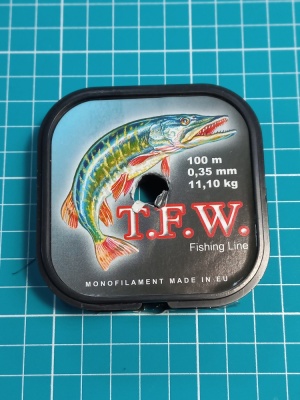 100 m
0,35 mm
11,10 kg
T.F.W.
Fishing Line
MONOFILAMENT MADE IN EU